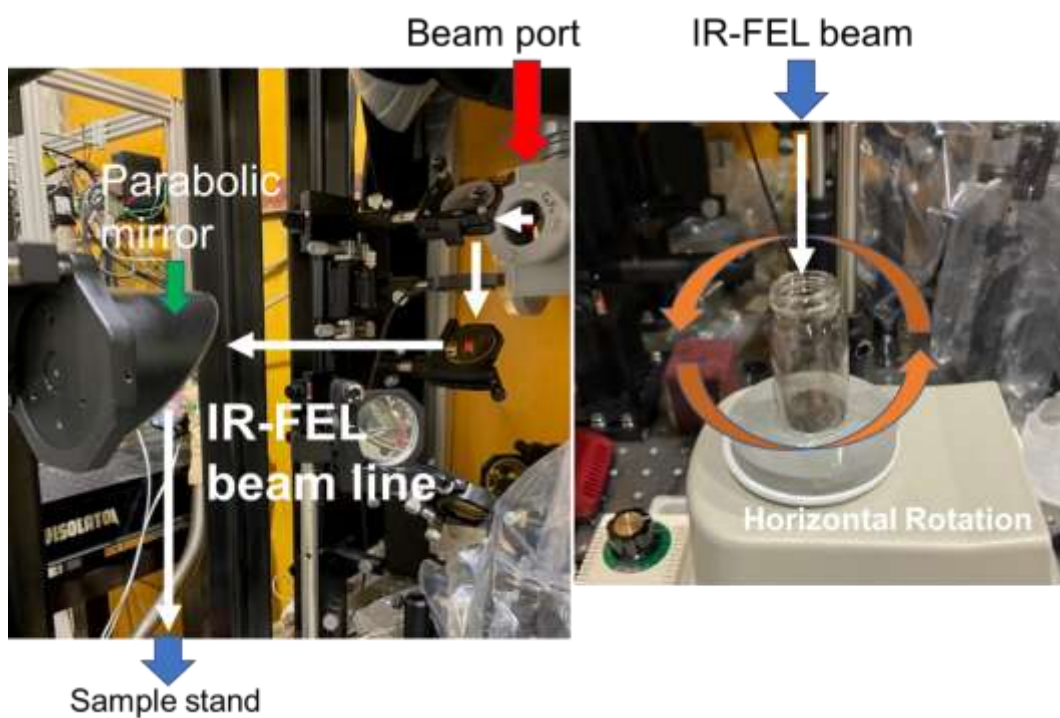 Beam port
IR-FEL beam
Parabolic
mirror
IR-FEL
beam line
Horizontal Rotation
Sample stand